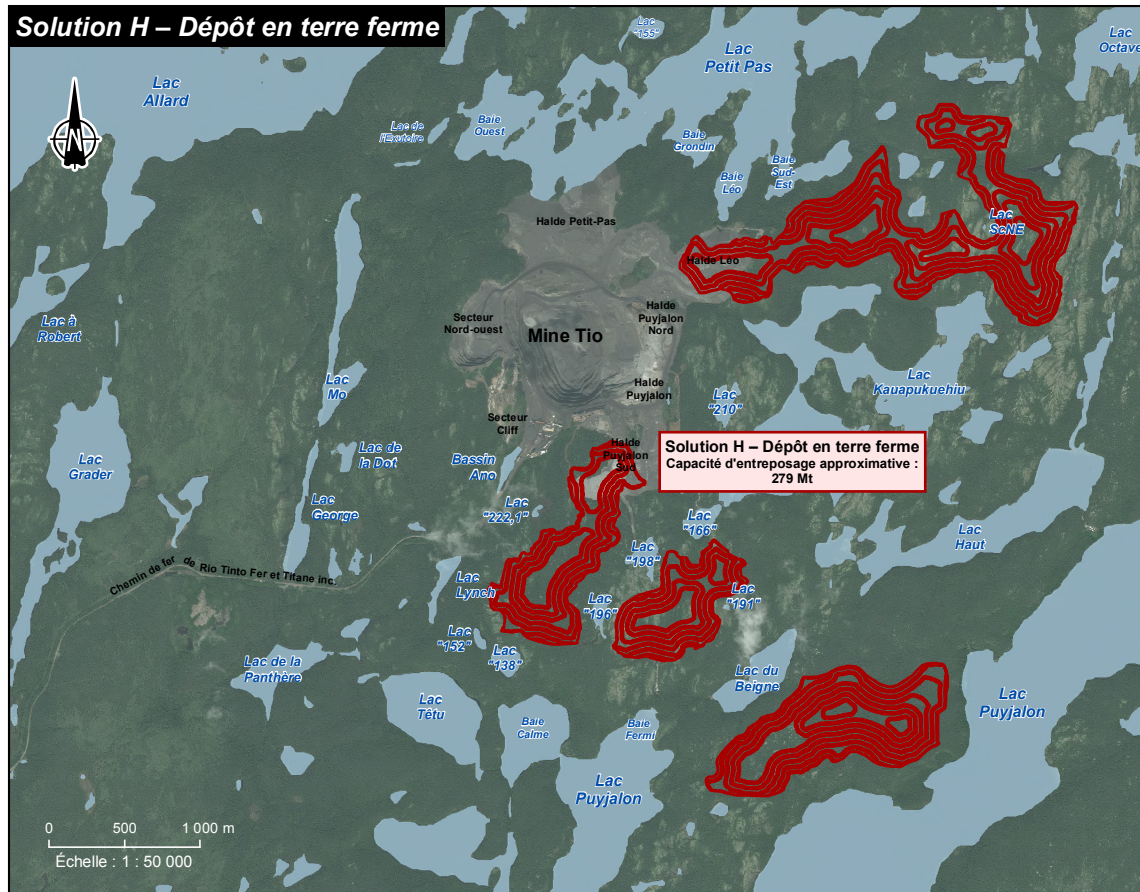 Solution H – Dépôt en terre ferme
Lac
"155"
Lac
Octave
Lac
Petit Pas
Lac
Allard
N
Baie
Ouest
Lac de
l'Exutoire
Baie
Grondin
Baie
Sud-
Est
Baie
Léo
Halde Petit-Pas
Lac
ScNE
Halde Léo
Lac à
Robert
Secteur
Nord-ouest
Mine Tio
Halde
Puyjalon
Nord
Lac
Mo
Halde
Puyjalon
Lac
"210"
Lac
Kauapukuehiu
Secteur
Cliff
Halde
Puyjalon
Sud
Solution H – Dépôt en terre ferme
Capacité d'entreposage approximative :
279 Mt
Lac de
la Dot
Bassin
Ano
Lac
Grader
Lac
George
Lac
"222,1"
Lac
"166"
Lac
Haut
Lac
"198"
Chemin de fer de Rio Tinto Fer et Titane inc.
Lac
Lynch
Lac
"196"
Lac
"191"
Lac
"152"
Lac
"138"
Lac de la
Panthère
Lac du
Beigne
Lac
Têtu
Lac
Puyjalon
Baie
Calme
Baie
Fermi
Lac
Puyjalon
0 500 1 000 m
Échelle : 1 : 50 000